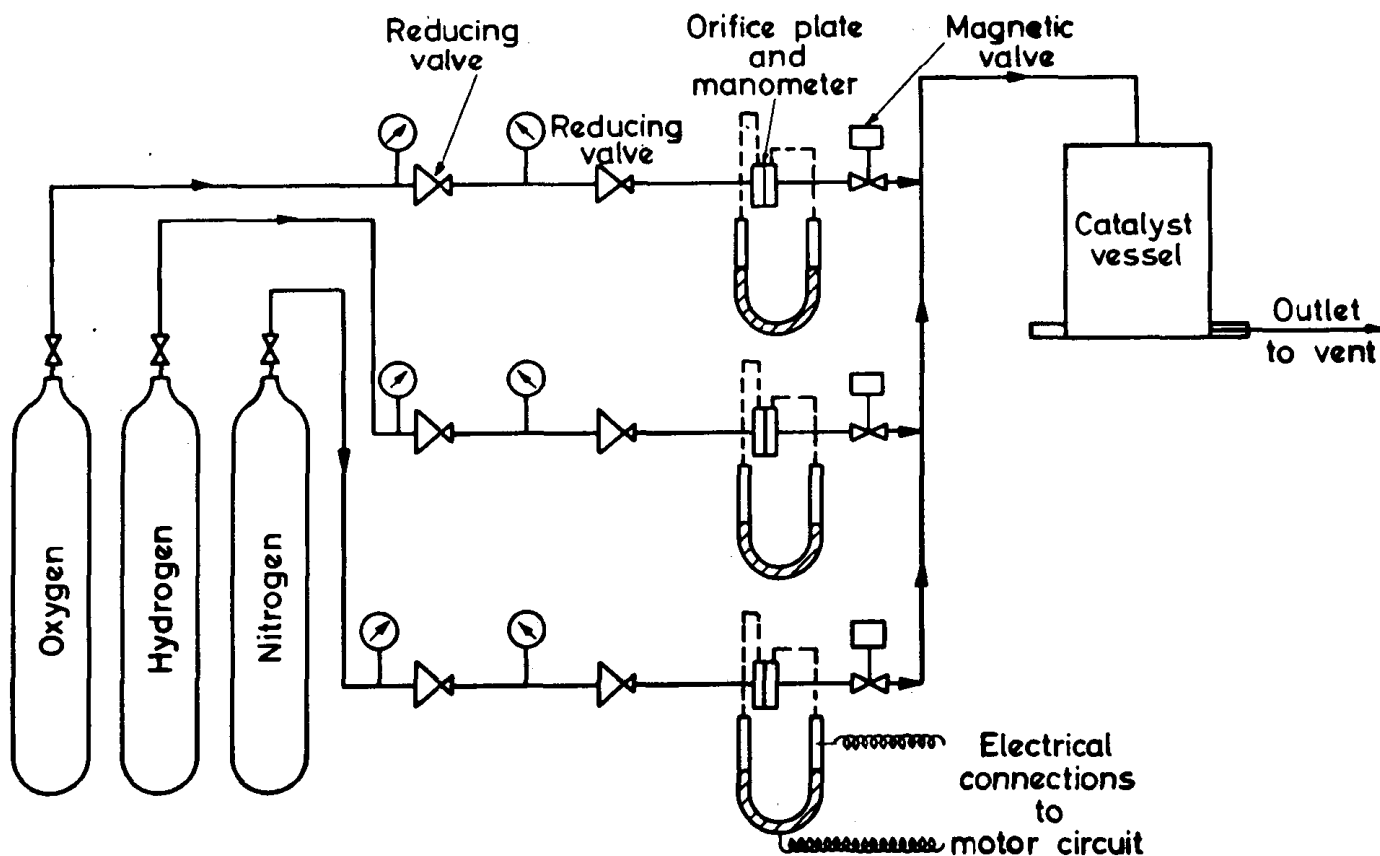 Reducing
valve
Orifice plate
and
manometer
Magnetic
valve
Reducing
valve
Catalyst
vessel
Outlet
to vent
Oxygen
Hydrogen
Nitrogen
Electrical
connections
to
motor circuit